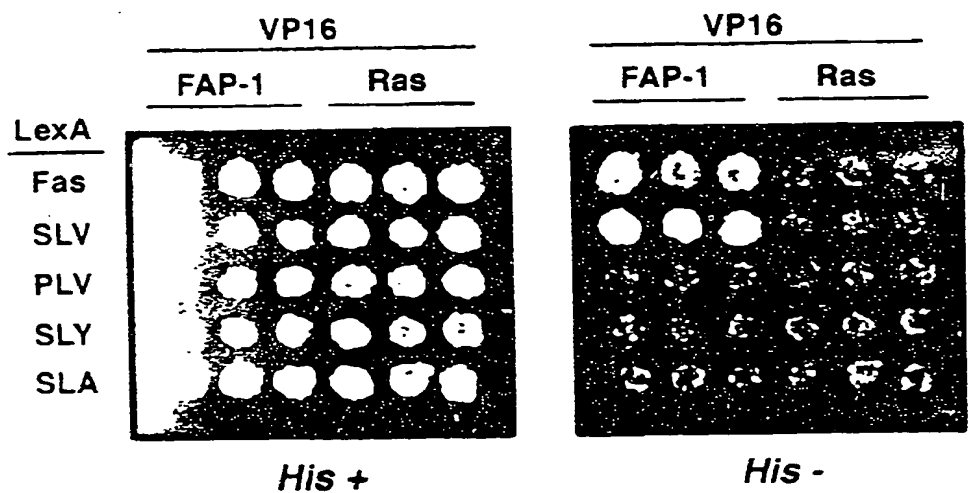 VP16
FAP-1 Ras
LexA
Fas
SLV
PLV
SLY
SLA
His +
VP16
FAP-1 Ras
His -